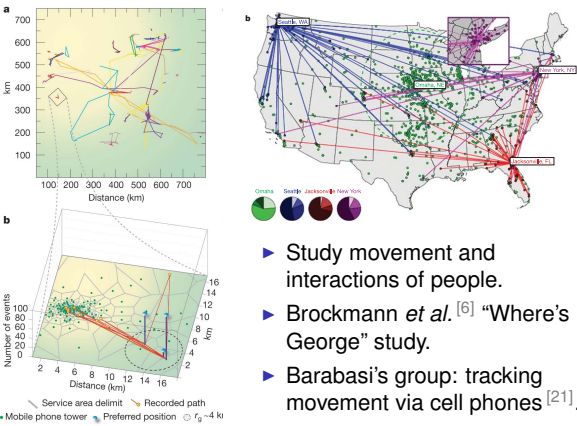 a
700
600
500
400
300
200
100
km
100 200 300 400 500 600 700
Distance (km)
b
Seattle, WA
New York, NY
Omaha, NE
Jacksonville, FL
Omaha Seattle Jacksonville New York
b
Number of events
100
80
60
40
20
0
16
14
12
10
8
6
4
2
km
2 4 6 8 10 12 14 16
Distance (km)
Service area delimit Recorded path
Mobile phone tower Preferred position rg ~4 k
▶ Study movement and
interactions of people.
▶ Brockmann et al. [6] “Where’s
George” study.
▶ Barabasi’s group: tracking
movement via cell phones [21].